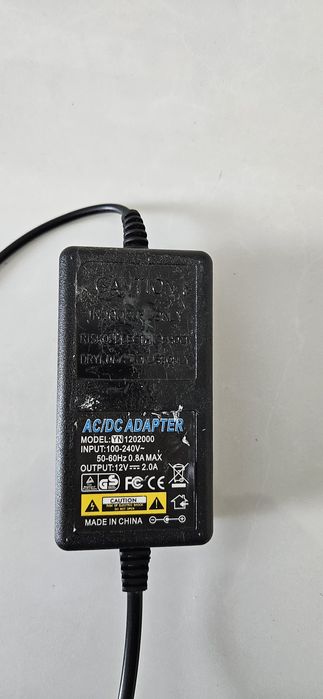 CAUTION
AC/DC ADAPTER
MODEL:YN1202000
INPUT:100-240V~
50-60Hz 0.8A MAX
OUTPUT:12V⎓2.0A
CAUTION
RISK OF ELECTRIC SHOCK
DO NOT OPEN
MADE IN CHINA